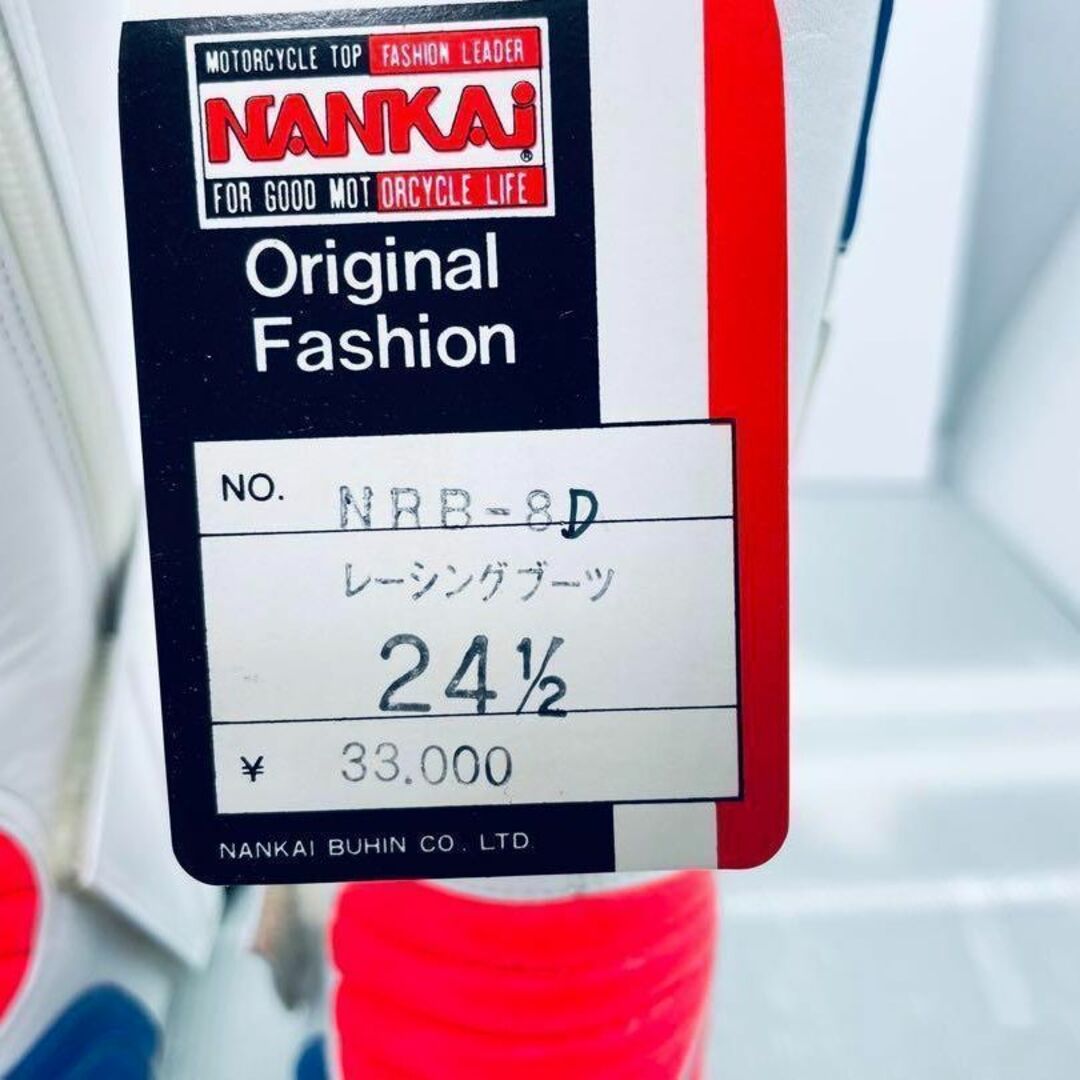 MOTORCYCLE TOP FASHION LEADER
NANKAi®
FOR GOOD MOTORCYCLE LIFE
Original
Fashion
NO. NRB-8D
レーシングブーツ
24½
¥ 33.000
NANKAI BUHIN CO. LTD.